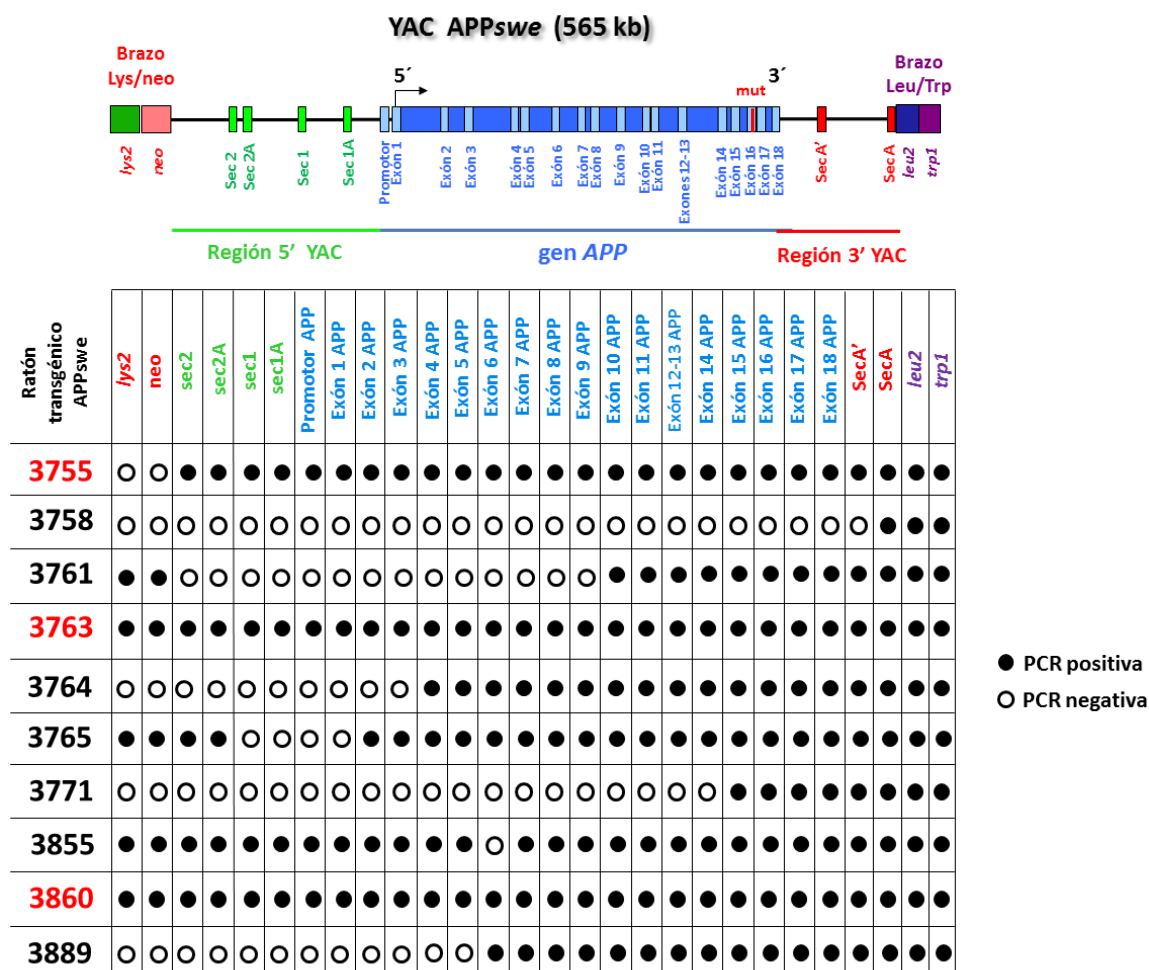 YAC APPswe (565 kb)
Brazo
Lys/neo
5´
mut
3´
Brazo
Leu/Trp
lys2
neo
Sec 2
Sec 2A
Sec 1
Sec 1A
Promotor
Exón 1
Exón 2
Exón 3
Exón 4
Exón 5
Exón 6
Exón 7
Exón 8
Exón 9
Exón 10
Exón 11
Exones 12-13
Exón 14
Exón 15
Exón 16
Exón 17
Exón 18
Sec A’
Sec A
leu2
trp1
Región 5’ YAC
gen APP
Región 3’ YAC
Ratón
transgénico
APPswe
lys2
neo
sec2
sec2A
sec1
sec1A
Promotor APP
Exón 1 APP
Exón 2 APP
Exón 3 APP
Exón 4 APP
Exón 5 APP
Exón 6 APP
Exón 7 APP
Exón 8 APP
Exón 9 APP
Exón 10 APP
Exón 11 APP
Exón 12-13 APP
Exón 14 APP
Exón 15 APP
Exón 16 APP
Exón 17 APP
Exón 18 APP
SecA’
SecA
leu2
trp1
3755
3758
3761
3763
3764
3765
3771
3855
3860
3889
PCR positiva
PCR negativa